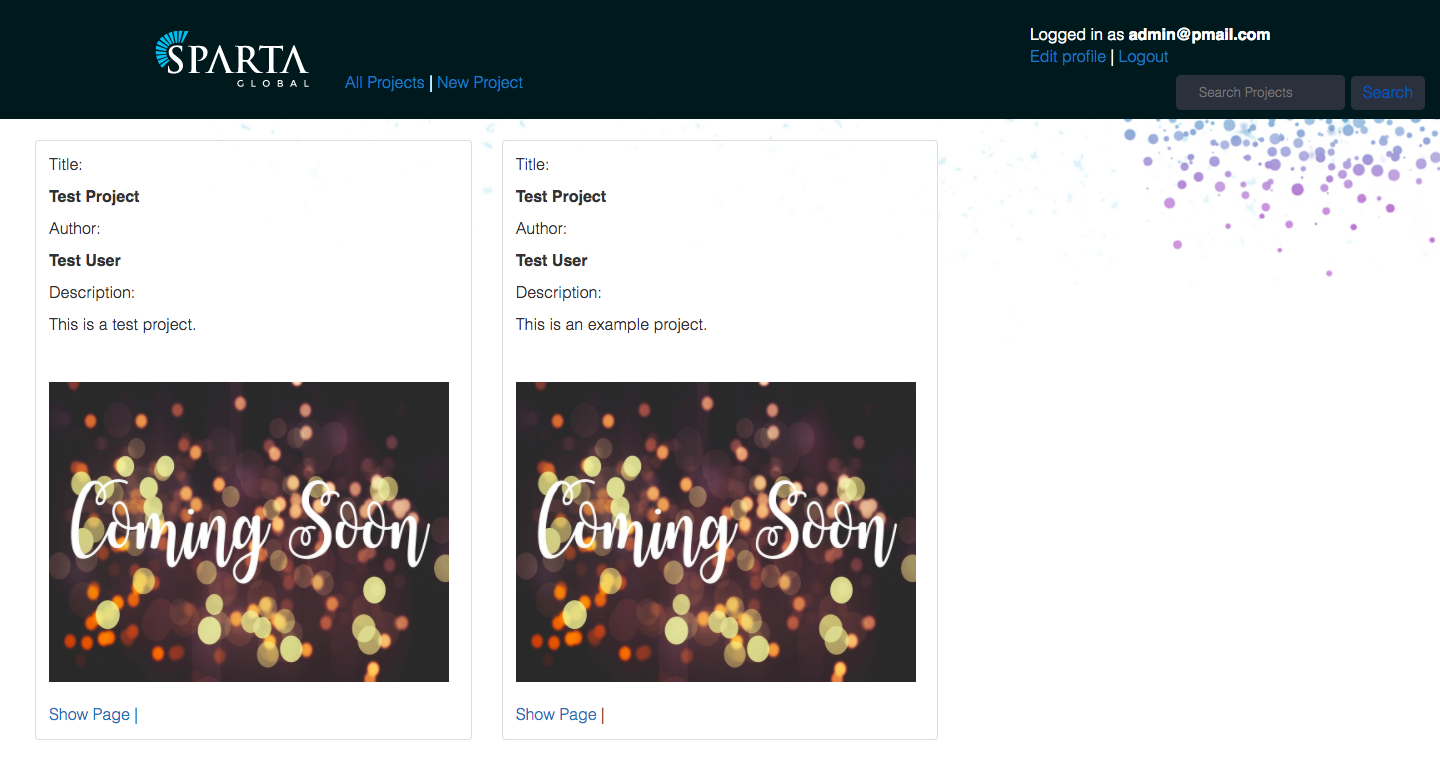 SPARTA
GLOBAL
All Projects | New Project
Logged in as admin@pmail.com
Edit profile | Logout
Search Projects
Search
Title:
Test Project
Author:
Test User
Description:
This is a test project.
Coming Soon
Show Page |
Title:
Test Project
Author:
Test User
Description:
This is an example project.
Coming Soon
Show Page |